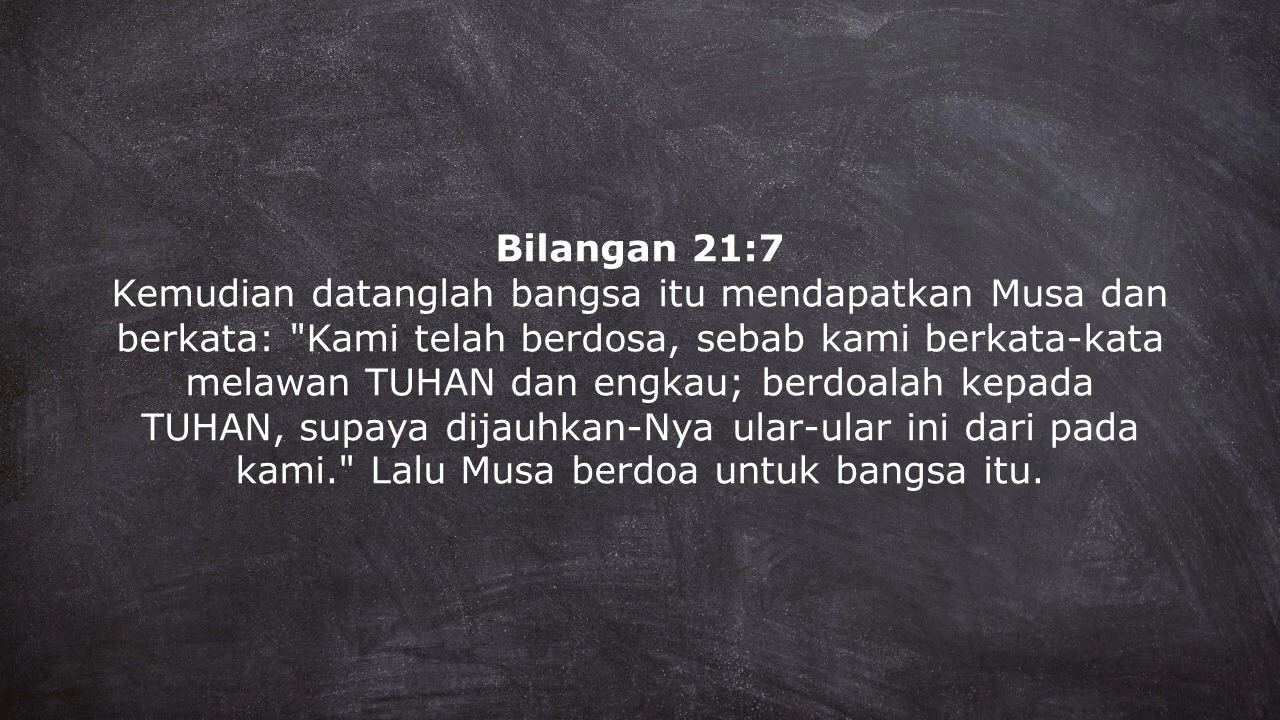 Bilangan 21:7
Kemudian datanglah bangsa itu mendapatkan Musa dan
berkata: "Kami telah berdosa, sebab kami berkata-kata
melawan TUHAN dan engkau; berdoalah kepada
TUHAN, supaya dijauhkan-Nya ular-ular ini dari pada
kami." Lalu Musa berdoa untuk bangsa itu.